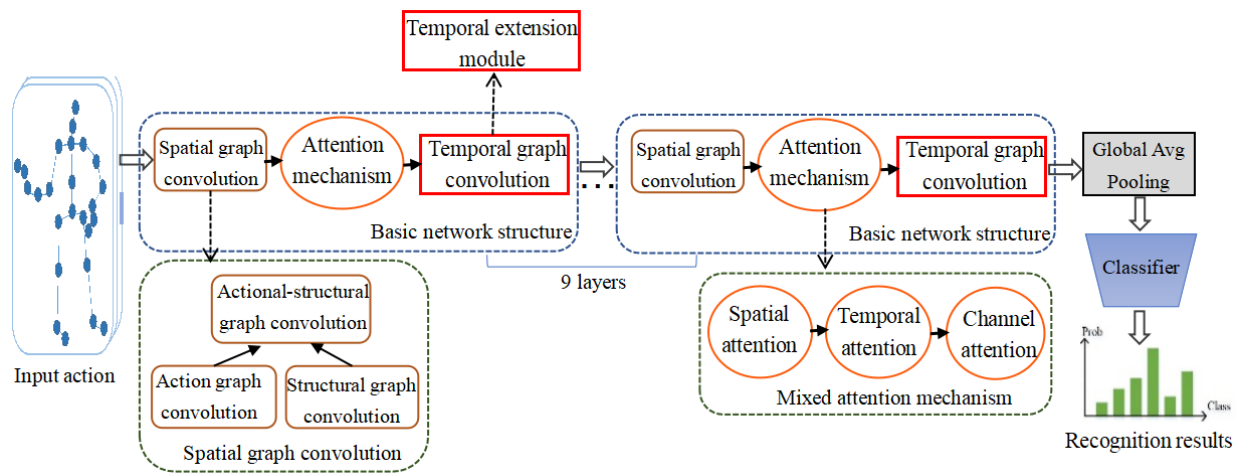 Temporal extension
module
Spatial graph
convolution
Attention
mechanism
Temporal graph
convolution
Basic network structure
...
Spatial graph
convolution
Attention
mechanism
Temporal graph
convolution
Basic network structure
Global Avg
Pooling
Classifier
9 layers
Input action
Actional-structural
graph convolution
Action graph
convolution
Structural graph
convolution
Spatial graph convolution
Spatial
attention
Temporal
attention
Channel
attention
Mixed attention mechanism
Prob
Class
Recognition results